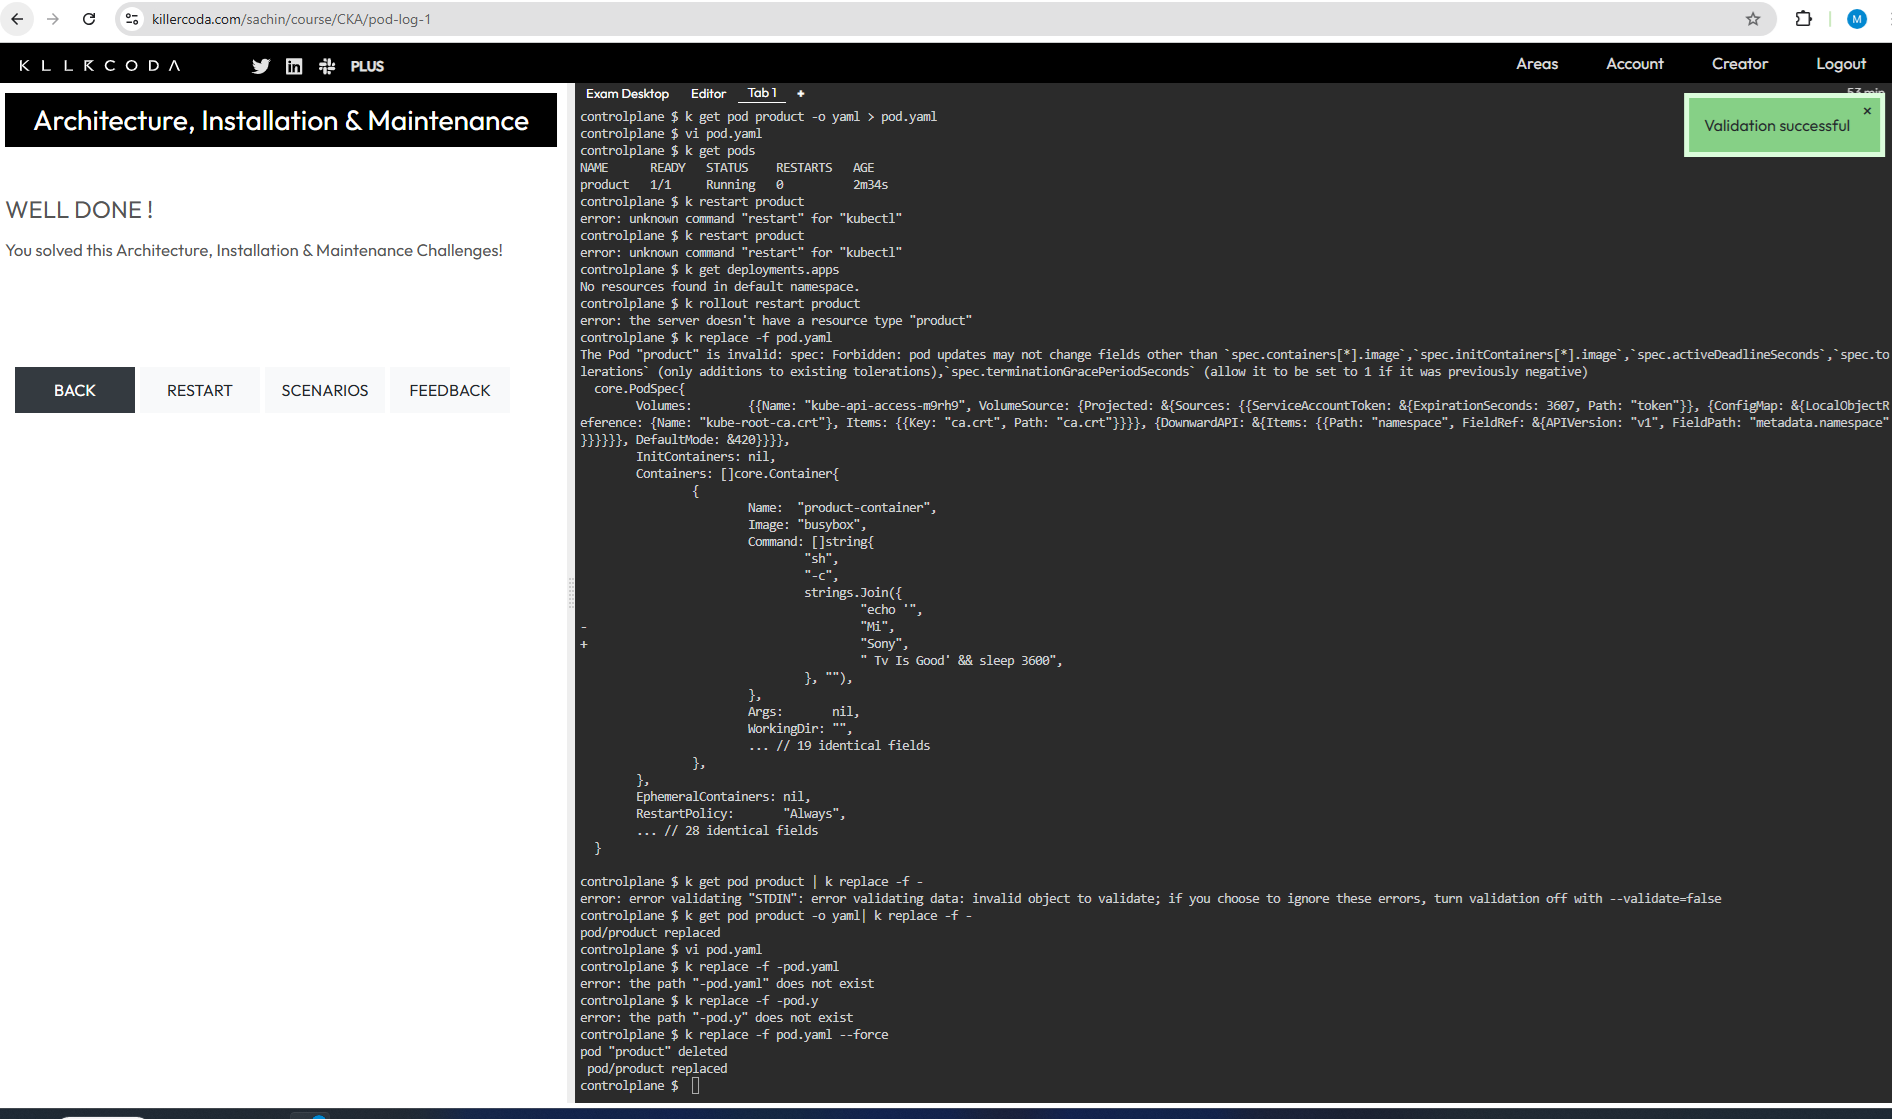 killercoda.com/sachin/course/CKA/pod-log-1
M
KLLRCODA
PLUS
Areas
Account
Creator
Logout
Architecture, Installation & Maintenance
WELL DONE !
You solved this Architecture, Installation & Maintenance Challenges!
BACK
RESTART
SCENARIOS
FEEDBACK
Exam Desktop
Editor
Tab 1
+
53 min
Validation successful
×
controlplane $ k get pod product -o yaml > pod.yaml
controlplane $ vi pod.yaml
controlplane $ k get pods
NAME      READY   STATUS    RESTARTS   AGE
product   1/1     Running   0          2m34s
controlplane $ k restart product
error: unknown command "restart" for "kubectl"
controlplane $ k restart product
error: unknown command "restart" for "kubectl"
controlplane $ k get deployments.apps
No resources found in default namespace.
controlplane $ k rollout restart product
error: the server doesn't have a resource type "product"
controlplane $ k replace -f pod.yaml
The Pod "product" is invalid: spec: Forbidden: pod updates may not change fields other than `spec.containers[*].image`,`spec.initContainers[*].image`,`spec.activeDeadlineSeconds`,`spec.to
lerations` (only additions to existing tolerations),`spec.terminationGracePeriodSeconds` (allow it to be set to 1 if it was previously negative)
  core.PodSpec{
        Volumes:        {{Name: "kube-api-access-m9rh9", VolumeSource: {Projected: &{Sources: {{ServiceAccountToken: &{ExpirationSeconds: 3607, Path: "token"}}, {ConfigMap: &{LocalObjectR
eference: {Name: "kube-root-ca.crt"}, Items: {{Key: "ca.crt", Path: "ca.crt"}}}}, {DownwardAPI: &{Items: {{Path: "namespace", FieldRef: &{APIVersion: "v1", FieldPath: "metadata.namespace"
}}}}}}, DefaultMode: &420}}}},
        InitContainers: nil,
        Containers: []core.Container{
                {
                        Name:  "product-container",
                        Image: "busybox",
                        Command: []string{
                                "sh",
                                "-c",
                                strings.Join({
                                        "echo '",
-                                       "Mi",
+                                       "Sony",
                                        " Tv Is Good' && sleep 3600",
                                }, ""),
                        },
                        Args:       nil,
                        WorkingDir: "",
                        ... // 19 identical fields
                },
        },
        EphemeralContainers: nil,
        RestartPolicy:       "Always",
        ... // 28 identical fields
  }
controlplane $ k get pod product | k replace -f -
error: error validating "STDIN": error validating data: invalid object to validate; if you choose to ignore these errors, turn validation off with --validate=false
controlplane $ k get pod product -o yaml| k replace -f -
pod/product replaced
controlplane $ vi pod.yaml
controlplane $ k replace -f -pod.yaml
error: the path "-pod.yaml" does not exist
controlplane $ k replace -f -pod.y
error: the path "-pod.y" does not exist
controlplane $ k replace -f pod.yaml --force
pod "product" deleted
 pod/product replaced
controlplane $